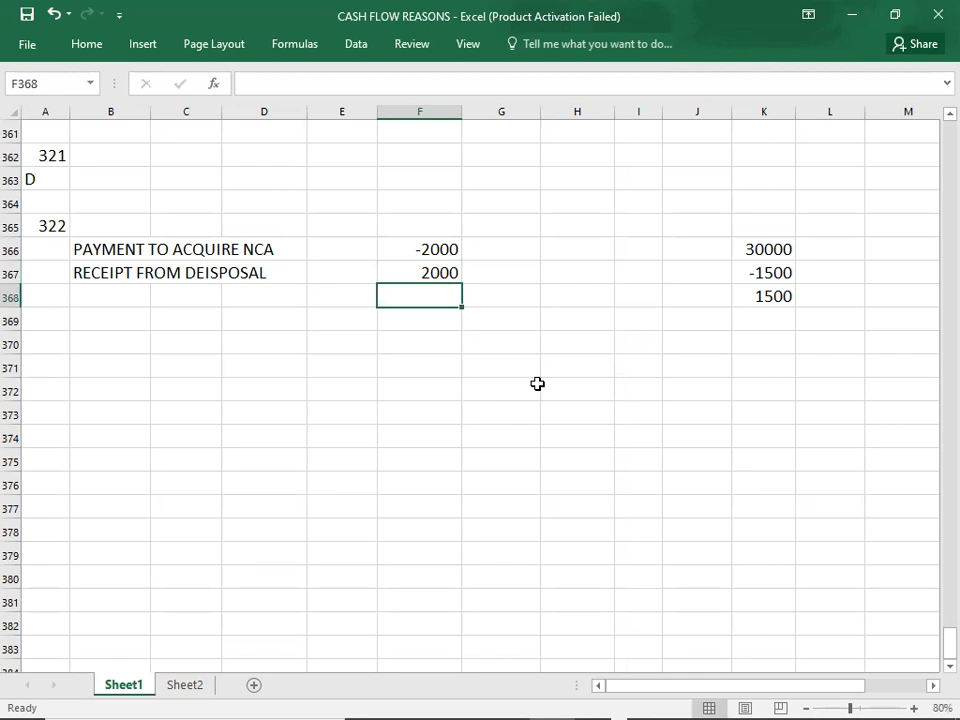 CASH FLOW REASONS - Excel (Product Activation Failed)
File Home Insert Page Layout Formulas Data Review View Tell me what you want to do... Share
F368 fx
A B C D E F G H I J K L M
361
362 321
363 D
364
365 322
366 PAYMENT TO ACQUIRE NCA -2000 30000
367 RECEIPT FROM DEISPOSAL 2000 -1500
368 1500
369
370
371
372
373
374
375
376
377
378
379
380
381
382
383
384
Sheet1 Sheet2
Ready 80%